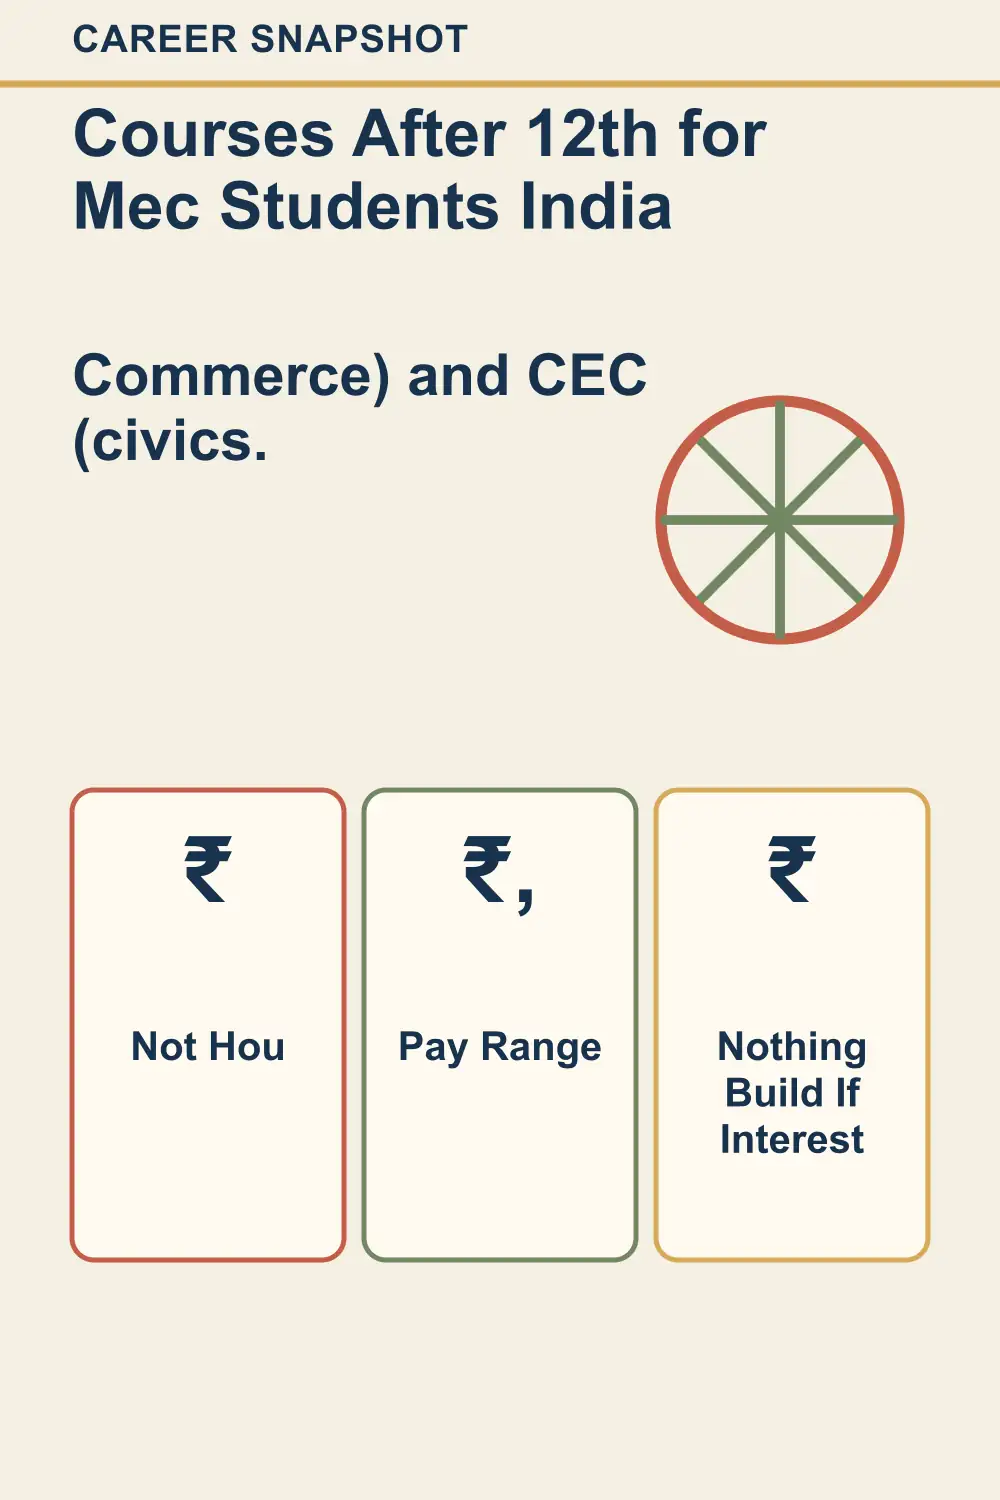 CAREER SNAPSHOT
Courses After 12th for
Mec Students India
Commerce) and CEC
(civics.
₹
Not Hou
₹,
Pay Range
₹
Nothing
Build If
Interest